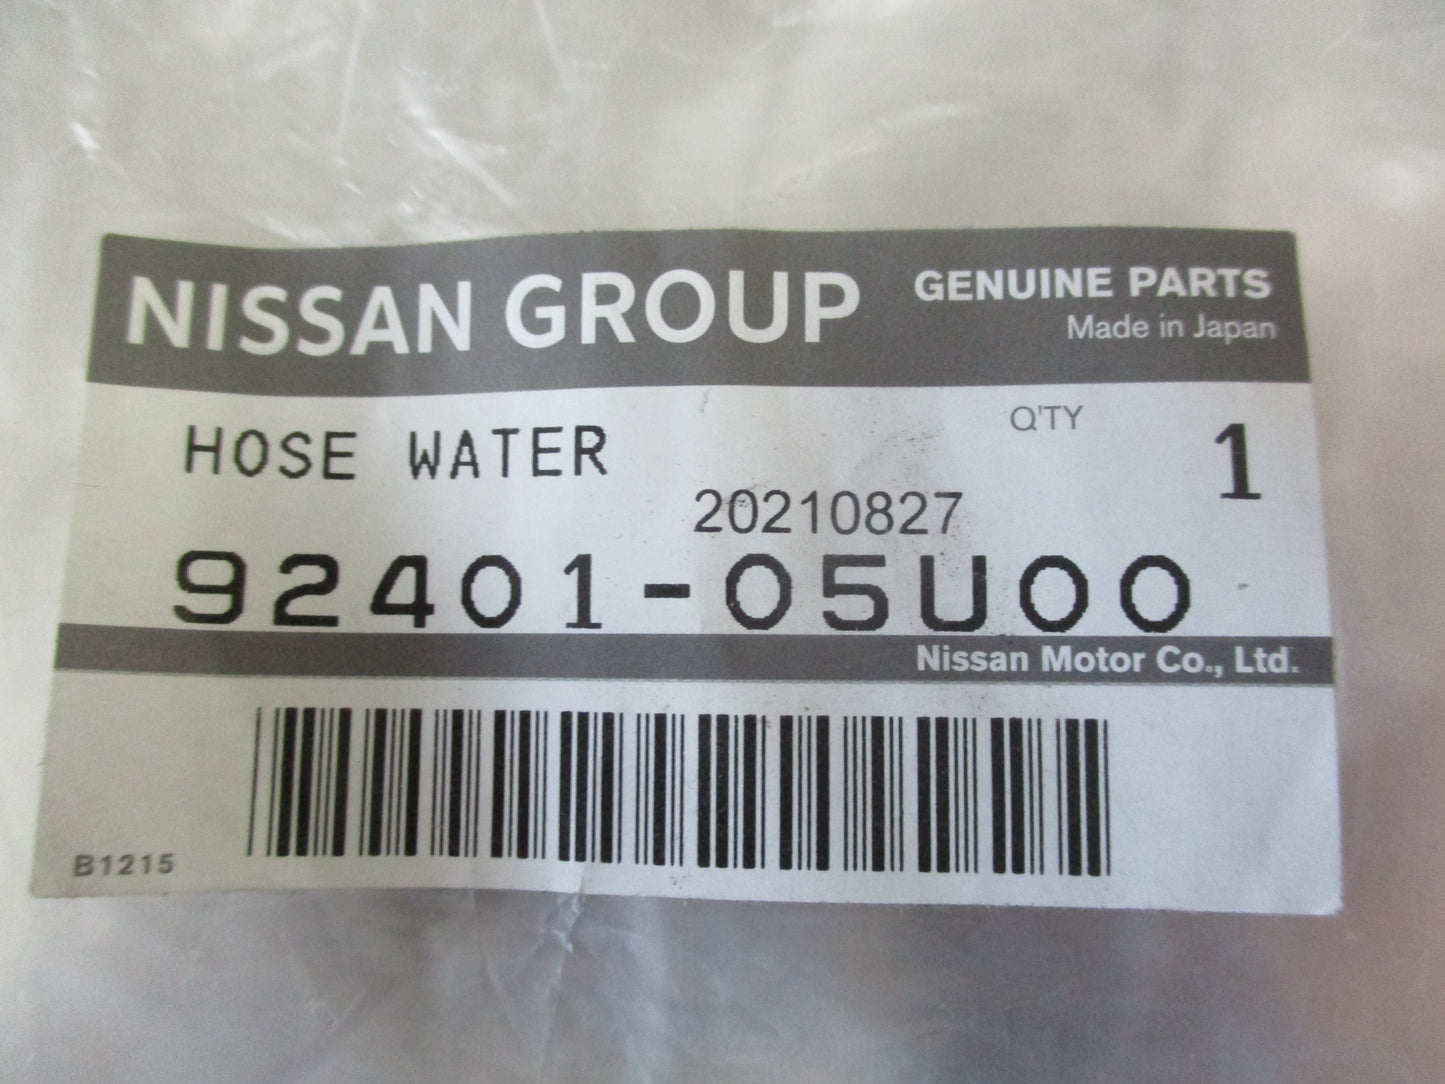 NISSAN GROUP
GENUINE PARTS
Made in Japan
HOSE WATER
Q'TY 1
20210827
92401-05U00
Nissan Motor Co., Ltd.
B1215